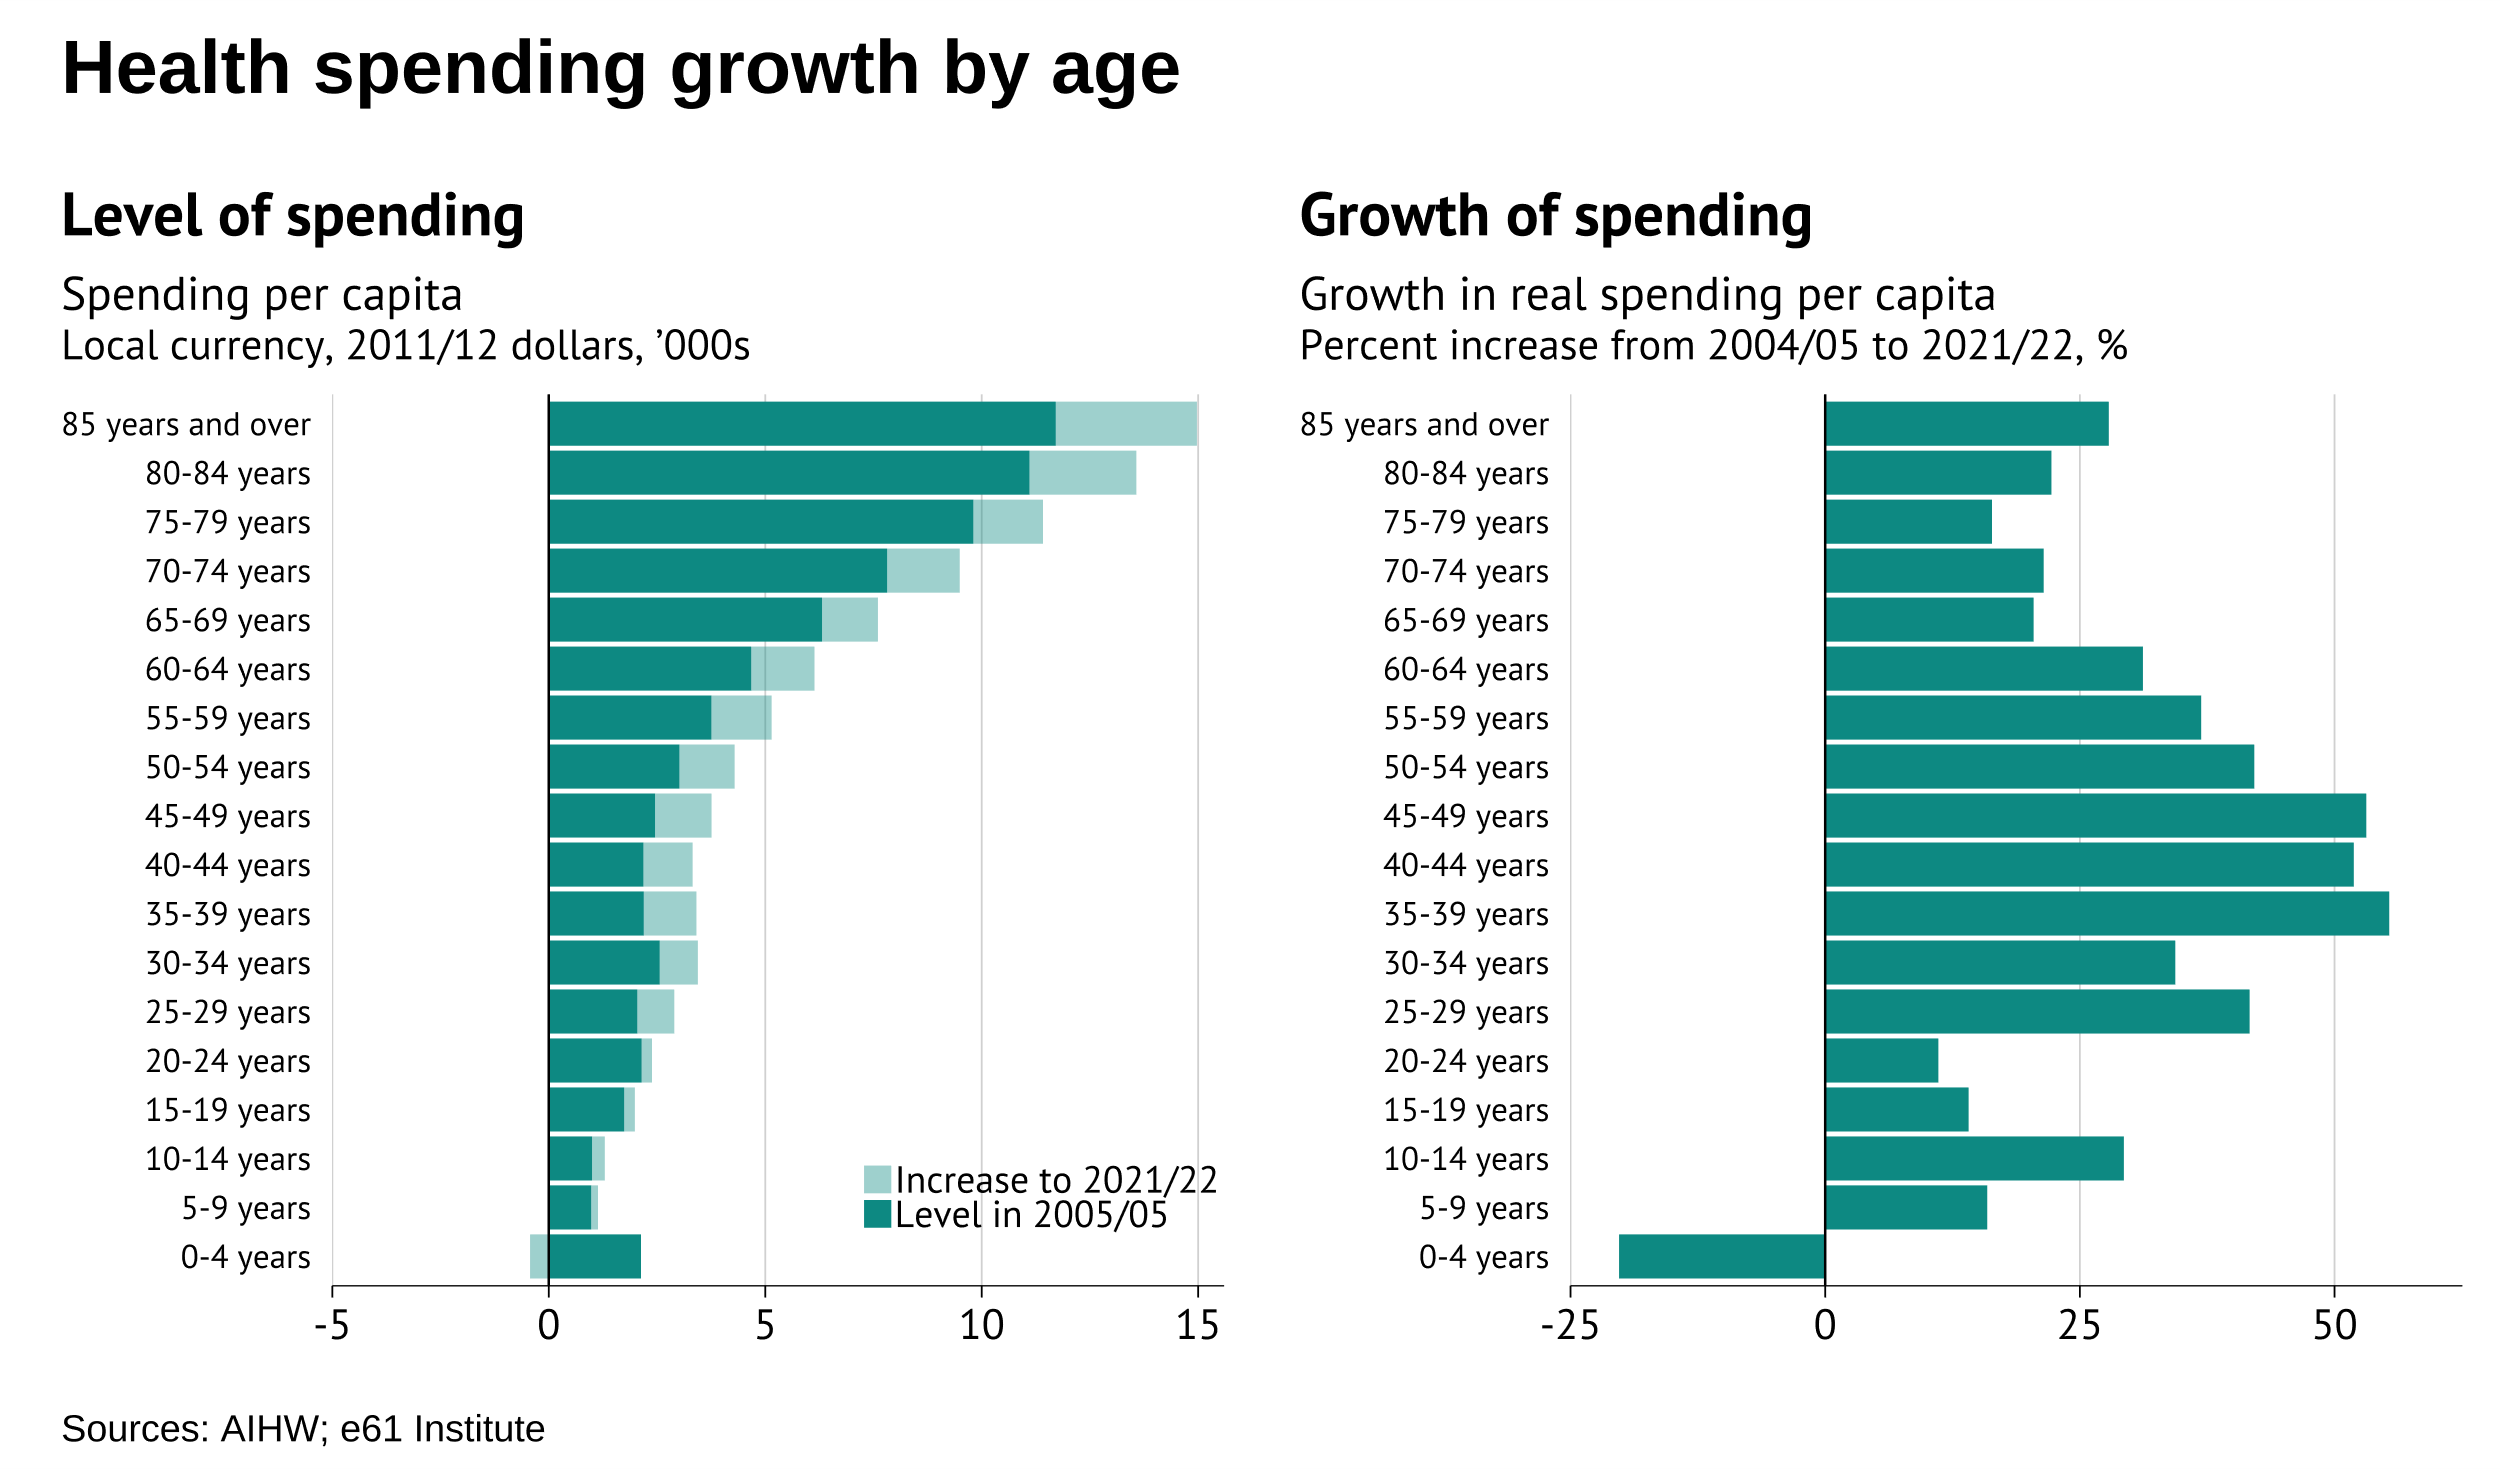 Health spending growth by age
Level of spending
Spending per capita
Local currency, 2011/12 dollars, ’000s
85 years and over
80-84 years
75-79 years
70-74 years
65-69 years
60-64 years
55-59 years
50-54 years
45-49 years
40-44 years
35-39 years
30-34 years
25-29 years
20-24 years
15-19 years
10-14 years
5-9 years
0-4 years
Increase to 2021/22
Level in 2005/05
-5 0 5 10 15
Growth of spending
Growth in real spending per capita
Percent increase from 2004/05 to 2021/22, %
85 years and over
80-84 years
75-79 years
70-74 years
65-69 years
60-64 years
55-59 years
50-54 years
45-49 years
40-44 years
35-39 years
30-34 years
25-29 years
20-24 years
15-19 years
10-14 years
5-9 years
0-4 years
-25 0 25 50
Sources: AIHW; e61 Institute